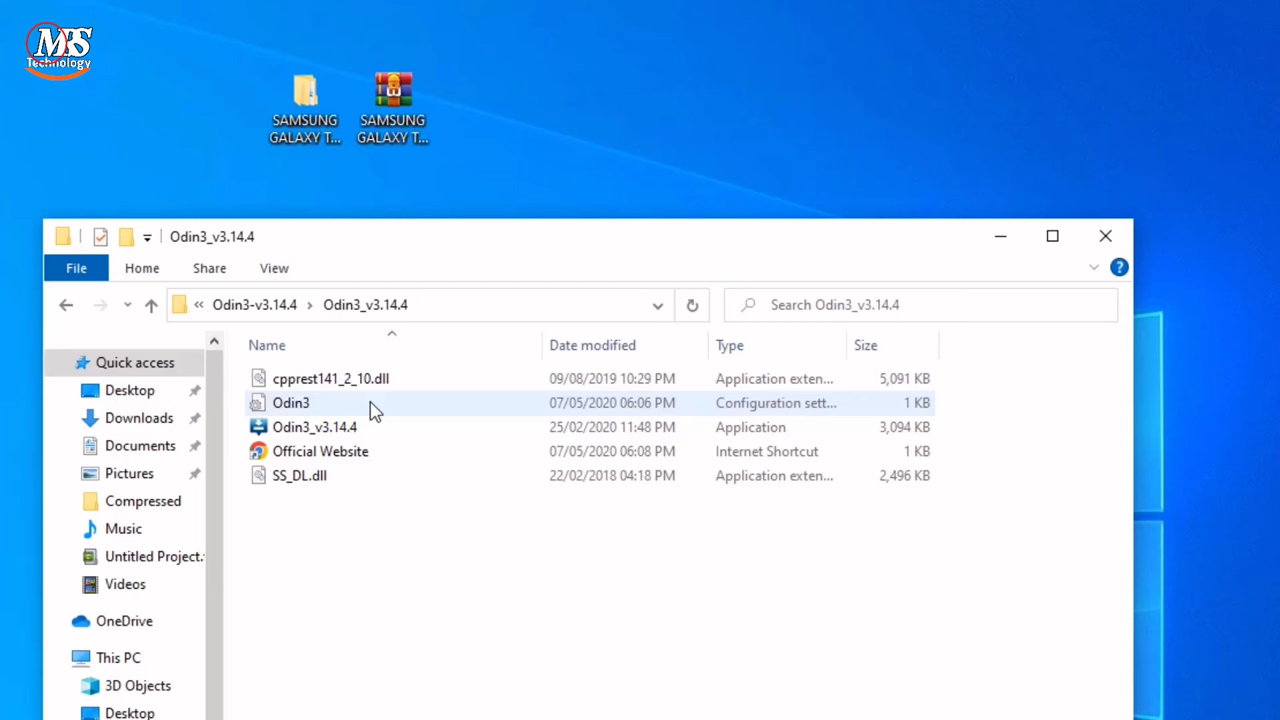 MS
Technology
SAMSUNG
GALAXY T...
SAMSUNG
GALAXY T...
Odin3_v3.14.4
File Home Share View
« Odin3-v3.14.4 > Odin3_v3.14.4
Search Odin3_v3.14.4
Name Date modified Type Size
cpprest141_2_10.dll 09/08/2019 10:29 PM Application exten... 5,091 KB
Odin3 07/05/2020 06:06 PM Configuration sett... 1 KB
Odin3_v3.14.4 25/02/2020 11:48 PM Application 3,094 KB
Official Website 07/05/2020 06:08 PM Internet Shortcut 1 KB
SS_DL.dll 22/02/2018 04:18 PM Application exten... 2,496 KB
Quick access
Desktop
Downloads
Documents
Pictures
Compressed
Music
Untitled Project.
Videos
OneDrive
This PC
3D Objects
Desktop